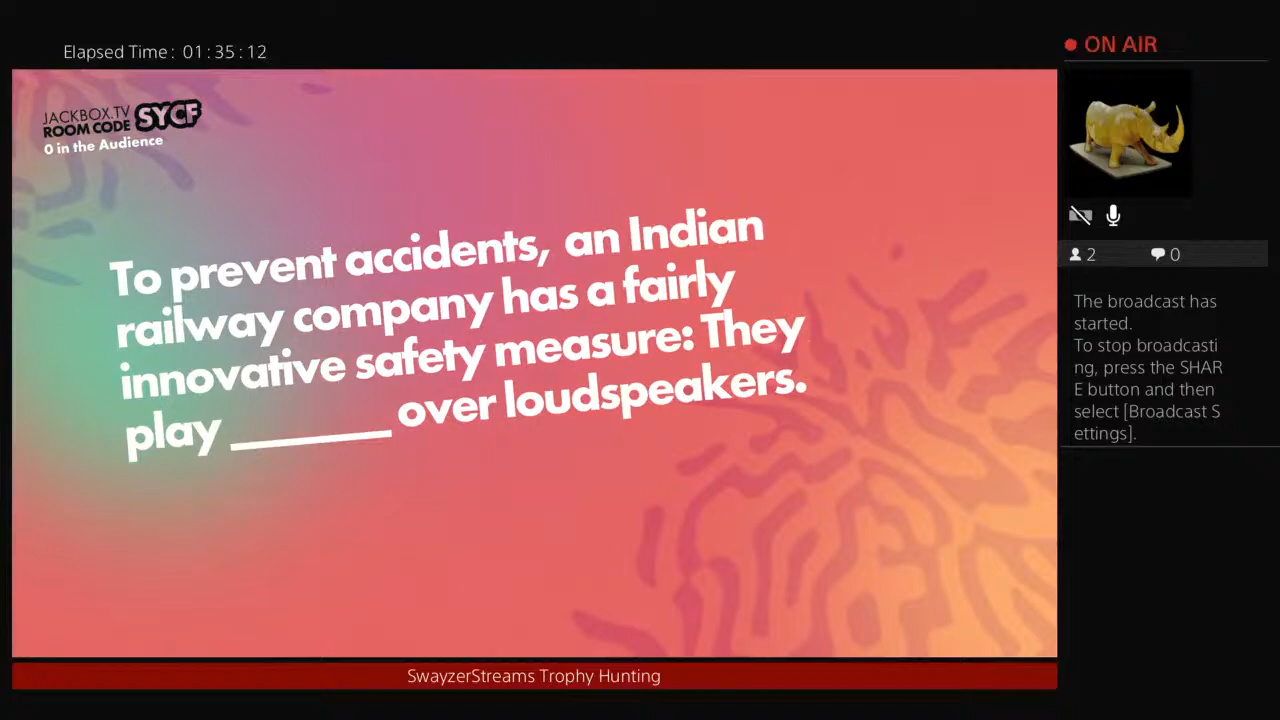 Elapsed Time: 01:35:12
ON AIR
JACKBOX.TV
ROOM CODE SYCF
0 in the Audience
To prevent accidents, an Indian
railway company has a fairly
innovative safety measure: They
play ______ over loudspeakers.
2 0
The broadcast has
started.
To stop broadcasti
ng, press the SHAR
E button and then
select [Broadcast S
ettings].
SwayzerStreams Trophy Hunting